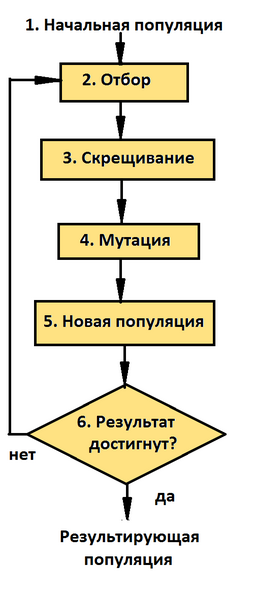 1. Начальная популяция
2. Отбор
3. Скрещивание
4. Мутация
5. Новая популяция
6. Результат
достигнут?
нет
да
Результирующая
популяция